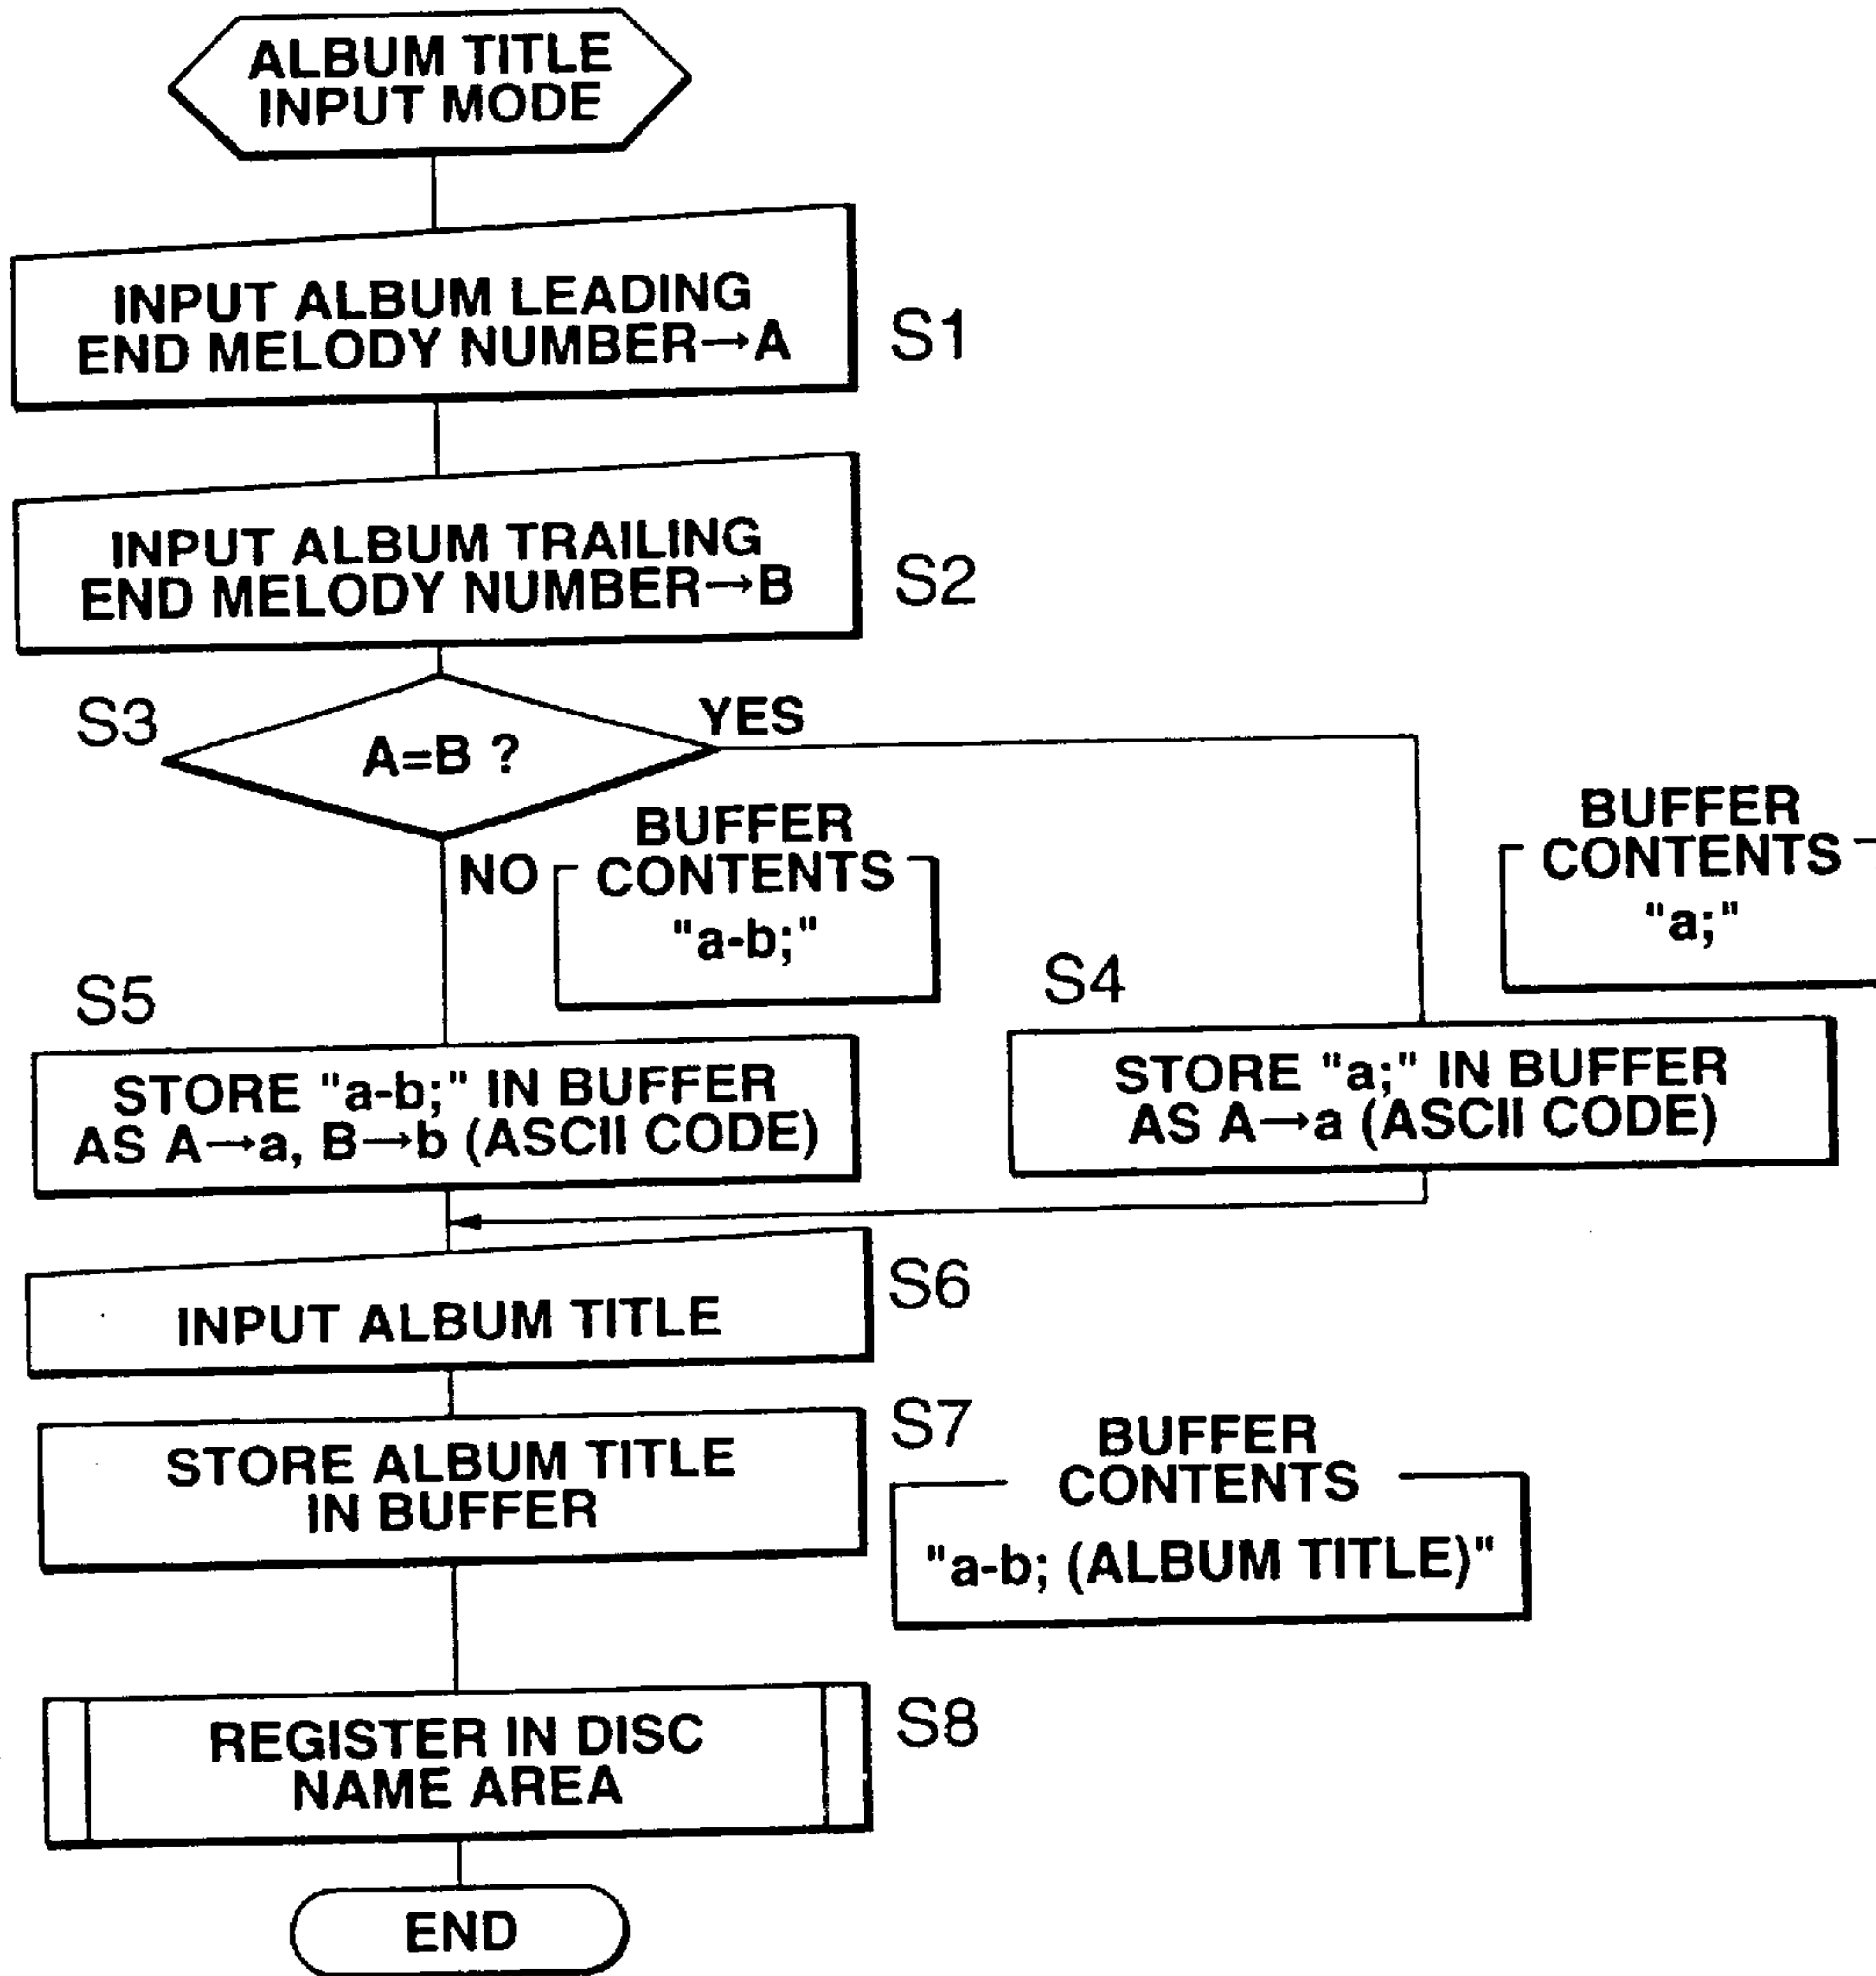 ALBUM TITLE
INPUT MODE
INPUT ALBUM LEADING
END MELODY NUMBER→A
S1
INPUT ALBUM TRAILING
END MELODY NUMBER→B
S2
S3
A=B ?
YES
NO
BUFFER
CONTENTS
"a-b;"
BUFFER
CONTENTS
"a;"
S5
STORE "a-b;" IN BUFFER
AS A→a, B→b (ASCII CODE)
S4
STORE "a;" IN BUFFER
AS A→a (ASCII CODE)
INPUT ALBUM TITLE
S6
STORE ALBUM TITLE
IN BUFFER
S7
BUFFER
CONTENTS
"a-b; (ALBUM TITLE)"
REGISTER IN DISC
NAME AREA
S8
END